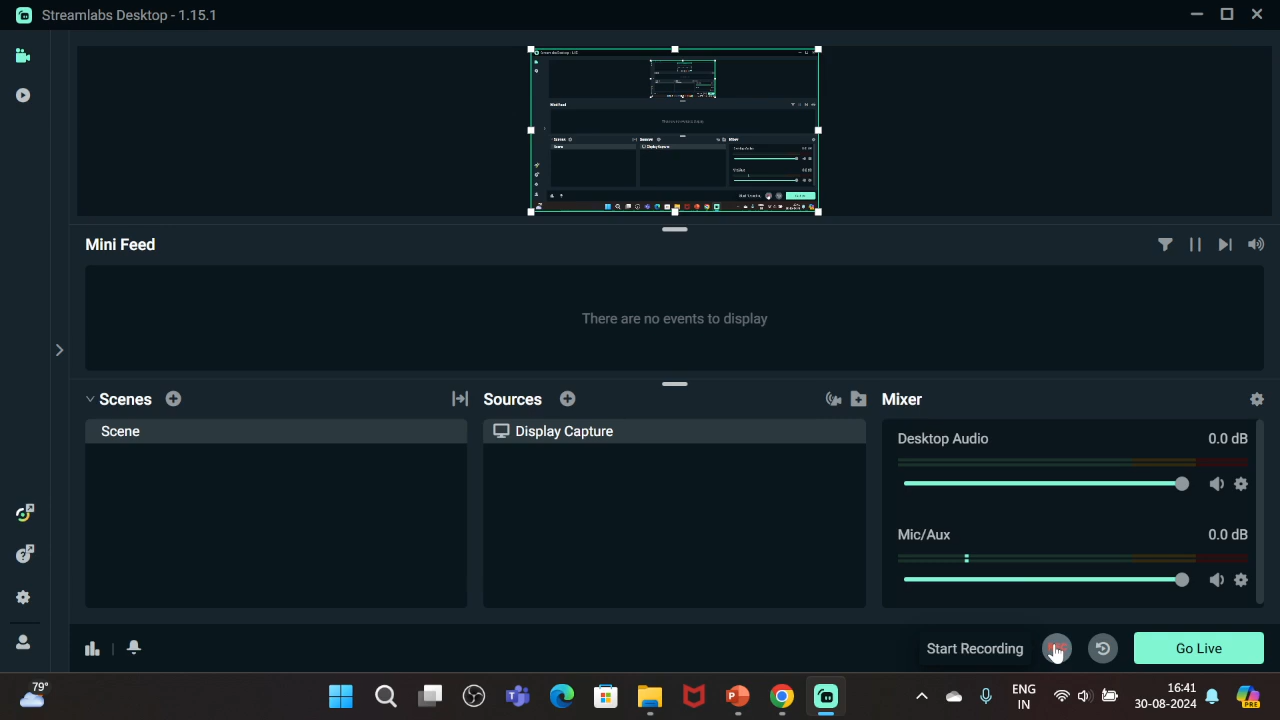 Streamlabs Desktop - 1.15.1
Mini Feed
There are no events to display
Scenes
Sources
Mixer
Scene
Display Capture
Desktop Audio 0.0 dB
Mic/Aux 0.0 dB
Start Recording
Go Live
79°
ENG
IN
16:41
30-08-2024
PRE